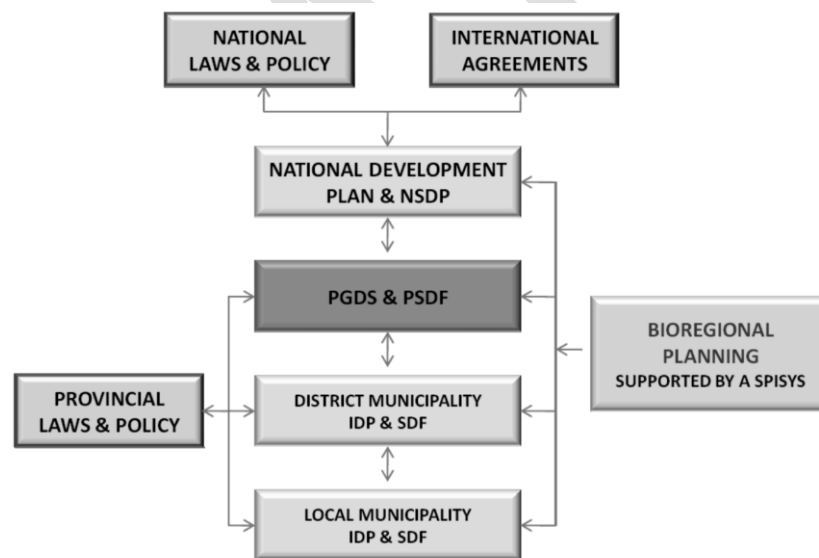 NATIONAL
LAWS & POLICY
INTERNATIONAL
AGREEMENTS
NATIONAL DEVELOPMENT
PLAN & NSDP
PGDS & PSDF
BIOREGIONAL
PLANNING
SUPPORTED BY A SPISYS
PROVINCIAL
LAWS & POLICY
DISTRICT MUNICIPALITY
IDP & SDF
LOCAL MUNICIPALITY
IDP & SDF